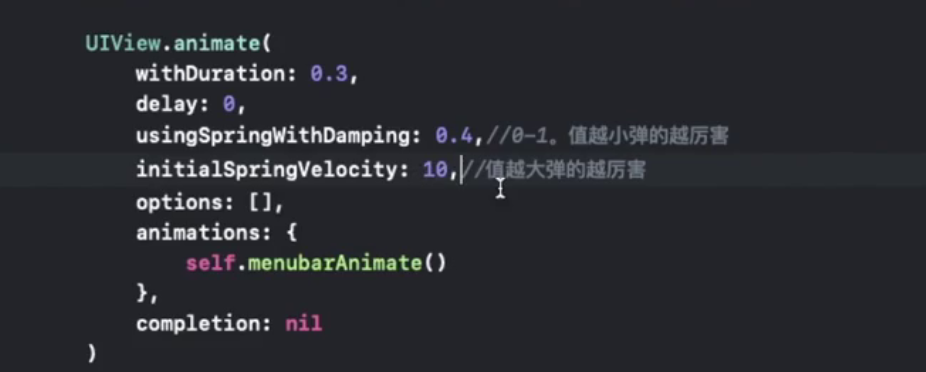 UIView.animate(
withDuration: 0.3,
delay: 0,
usingSpringWithDamping: 0.4,//0-1。值越小弹的越厉害
initialSpringVelocity: 10,//值越大弹的越厉害
options: [],
animations: {
self.menubarAnimate()
},
completion: nil
)